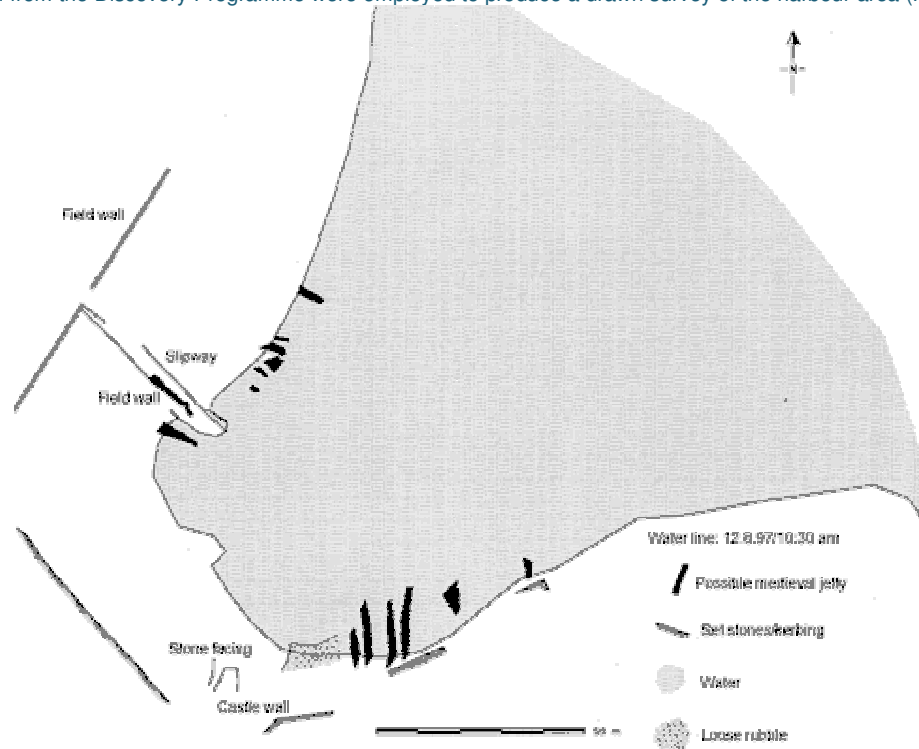 from the Discovery Programme were employed to produce a drawn survey of the harbour area (
N
Field wall
Slipway
Field wall
Water line: 12.8.97/10:30 am
Possible medieval jetty
Set stones/kerbing
Stone facing
Water
Castle wall
Loose rubble
m